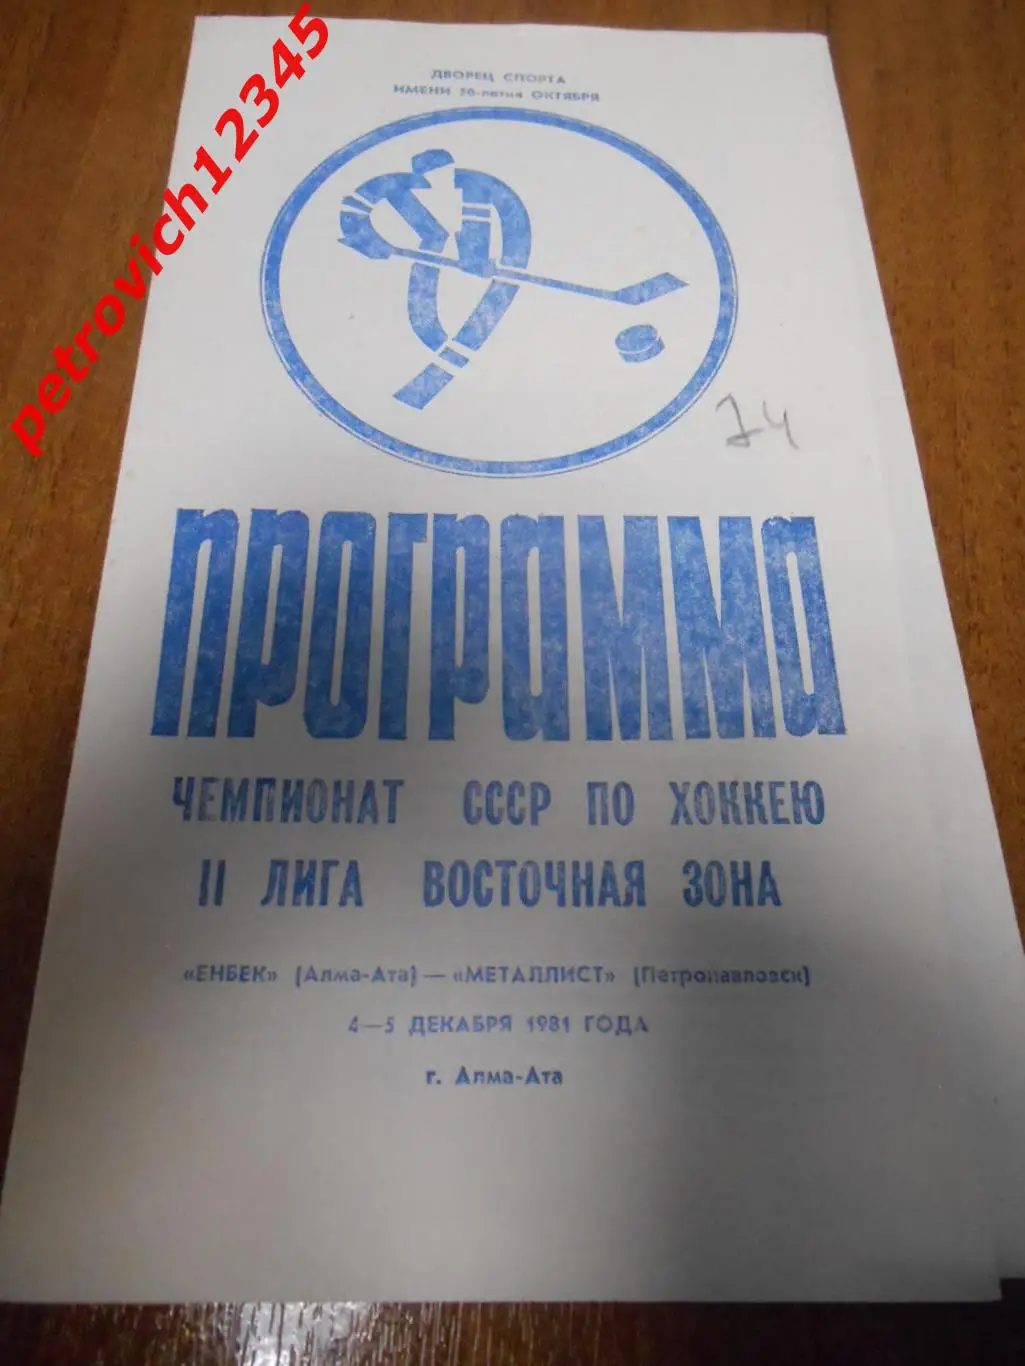 petrovich12345
ДВОРЕЦ СПОРТА
ИМЕНИ 50-летия ОКТЯБРЯ
74
ПРОГРАММА
ЧЕМПИОНАТ СССР ПО ХОККЕЮ
II ЛИГА ВОСТОЧНАЯ ЗОНА
«ЕНБЕК» (Алма-Ата) — «МЕТАЛЛИСТ» (Петропавловск)
4—5 ДЕКАБРЯ 1981 ГОДА
г. Алма-Ата